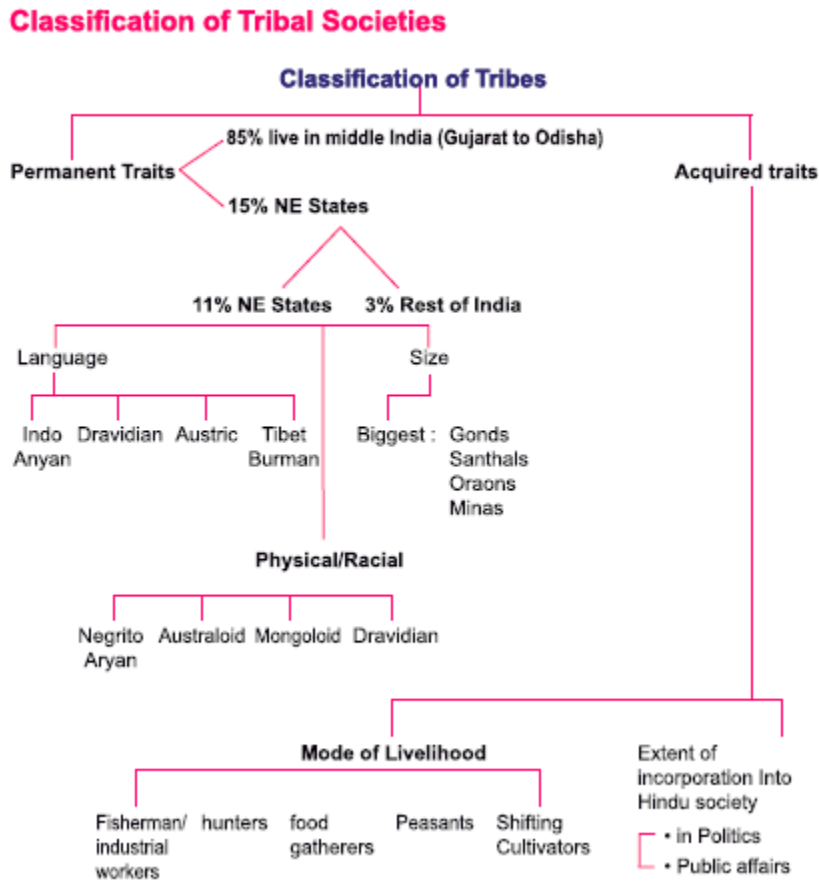 Classification of Tribal Societies
Classification of Tribes
85% live in middle India (Gujarat to Odisha)
Permanent Traits
Acquired traits
15% NE States
11% NE States
3% Rest of India
Language
Size
Indo
Anyan
Dravidian
Austric
Tibet
Burman
Biggest :
Gonds
Santhals
Oraons
Minas
Physical/Racial
Negrito
Aryan
Australoid
Mongoloid
Dravidian
Mode of Livelihood
Fisherman/
industrial
workers
hunters
food
gatherers
Peasants
Shifting
Cultivators
Extent of
incorporation Into
Hindu society
• in Politics
• Public affairs